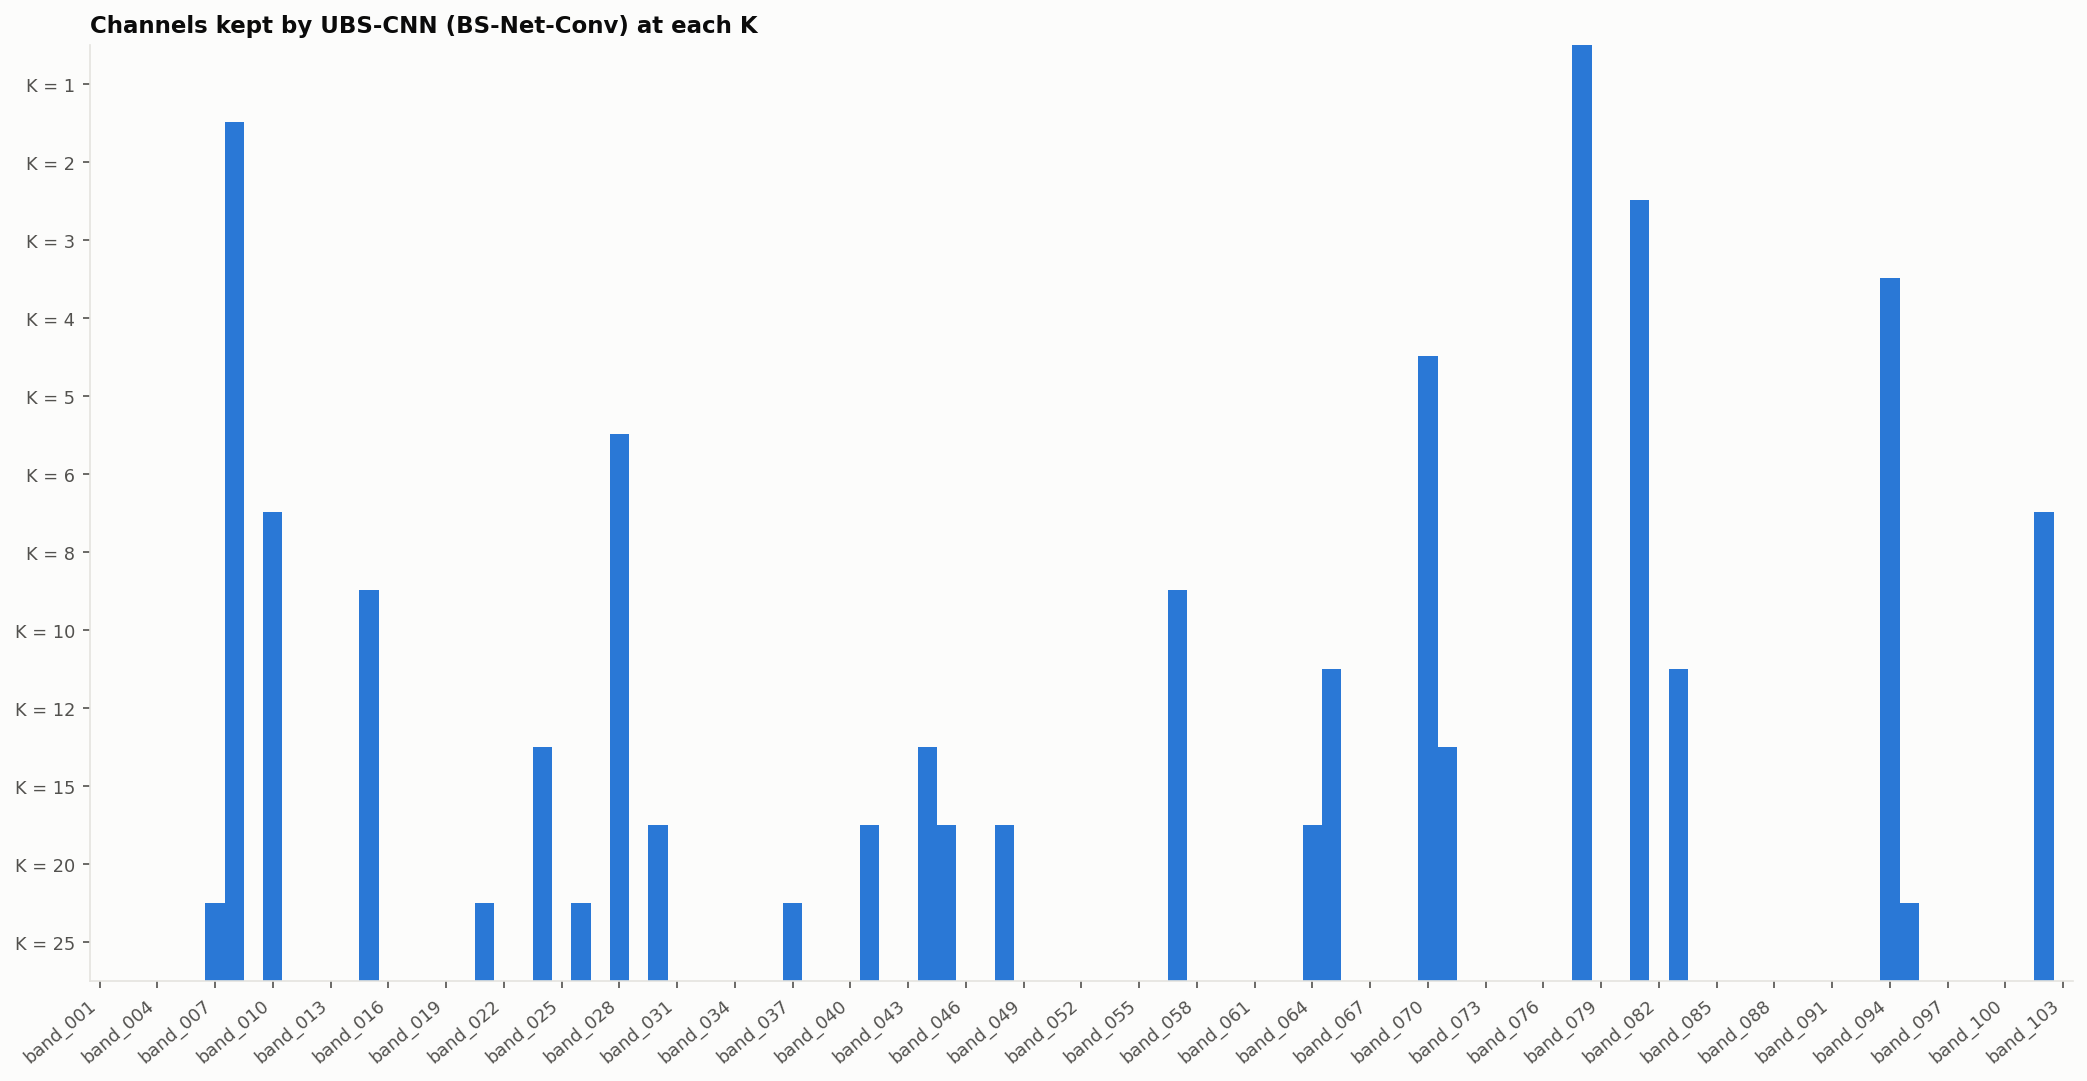 Channels kept by UBS-CNN (BS-Net-Conv) at each K
K = 1
K = 2
K = 3
K = 4
K = 5
K = 6
K = 8
K = 10
K = 12
K = 15
K = 20
K = 25
band_001
band_004
band_007
band_010
band_013
band_016
band_019
band_022
band_025
band_028
band_031
band_034
band_037
band_040
band_043
band_046
band_049
band_052
band_055
band_058
band_061
band_064
band_067
band_070
band_073
band_076
band_079
band_082
band_085
band_088
band_091
band_094
band_097
band_100
band_103